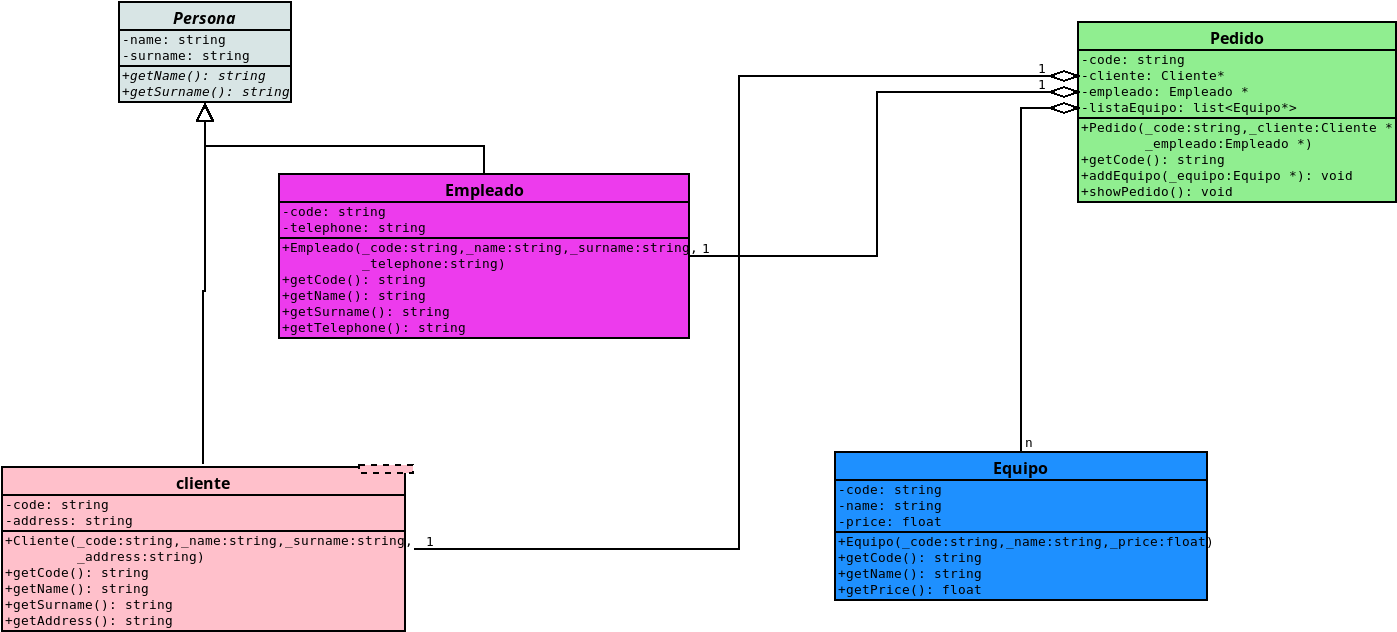 Persona
-name: string
-surname: string
+getName(): string
+getSurname(): string
Pedido
-code: string
-cliente: Cliente*
-empleado: Empleado *
-listaEquipo: list<Equipo*>
+Pedido(_code:string,_cliente:Cliente *
_empleado:Empleado *)
+getCode(): string
+addEquipo(_equipo:Equipo *): void
+showPedido(): void
1
1
Empleado
-code: string
-telephone: string
+Empleado(_code:string,_name:string,_surname:string,
_telephone:string)
+getCode(): string
+getName(): string
+getSurname(): string
+getTelephone(): string
1
n
cliente
-code: string
-address: string
+Cliente(_code:string,_name:string,_surname:string,
_address:string)
+getCode(): string
+getName(): string
+getSurname(): string
+getAddress(): string
1
Equipo
-code: string
-name: string
-price: float
+Equipo(_code:string,_name:string,_price:float)
+getCode(): string
+getName(): string
+getPrice(): float